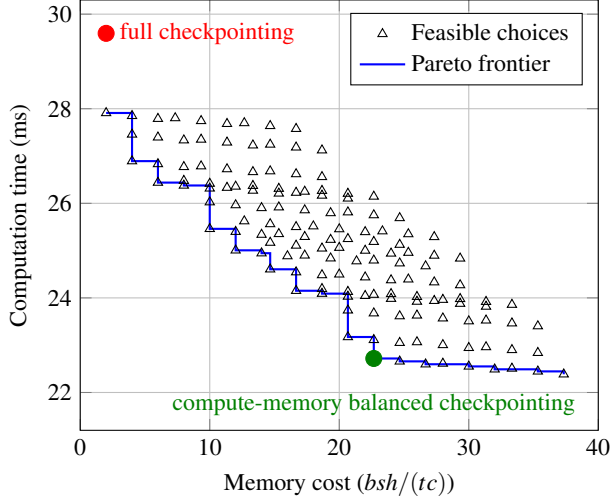 30
28
26
24
22
Computation time (ms)
full checkpointing
Feasible choices
Pareto frontier
compute-memory balanced checkpointing
0
10
20
30
40
Memory cost (bsh/(tc))